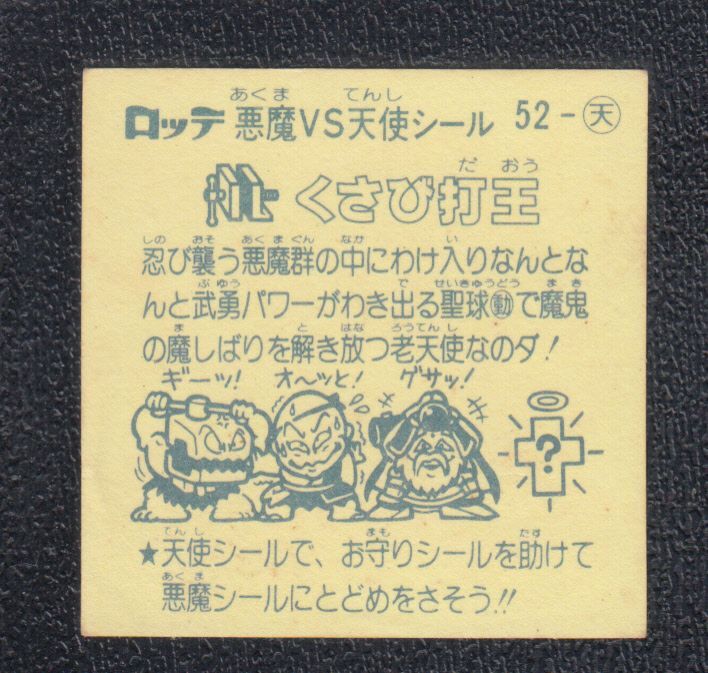 ロッテ 悪魔VS天使シール 52-天
あくま てんし
くさび打王
だおう
忍び襲う悪魔群の中にわけ入りなんとな
しの おそ あくまぐん なか い
んと武勇パワーがわき出る聖球動で魔鬼
ぶゆう で せいきゅうどう まき
の魔しばりを解き放つ老天使なのダ!
ま と はな ろうてんし
ギーッ! オ〜ッと! グサッ!
?
★天使シールで、お守りシールを助けて
てんし まも たす
悪魔シールにとどめをさそう!!
あくま